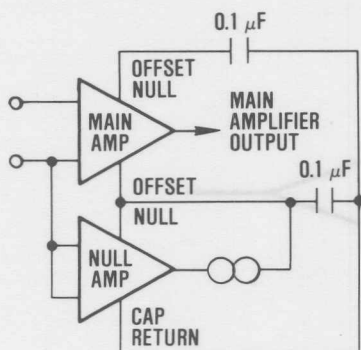 0.1 µF
OFFSET
NULL
MAIN
AMP
MAIN
AMPLIFIER
OUTPUT
0.1 µF
OFFSET
NULL
NULL
AMP
CAP
RETURN